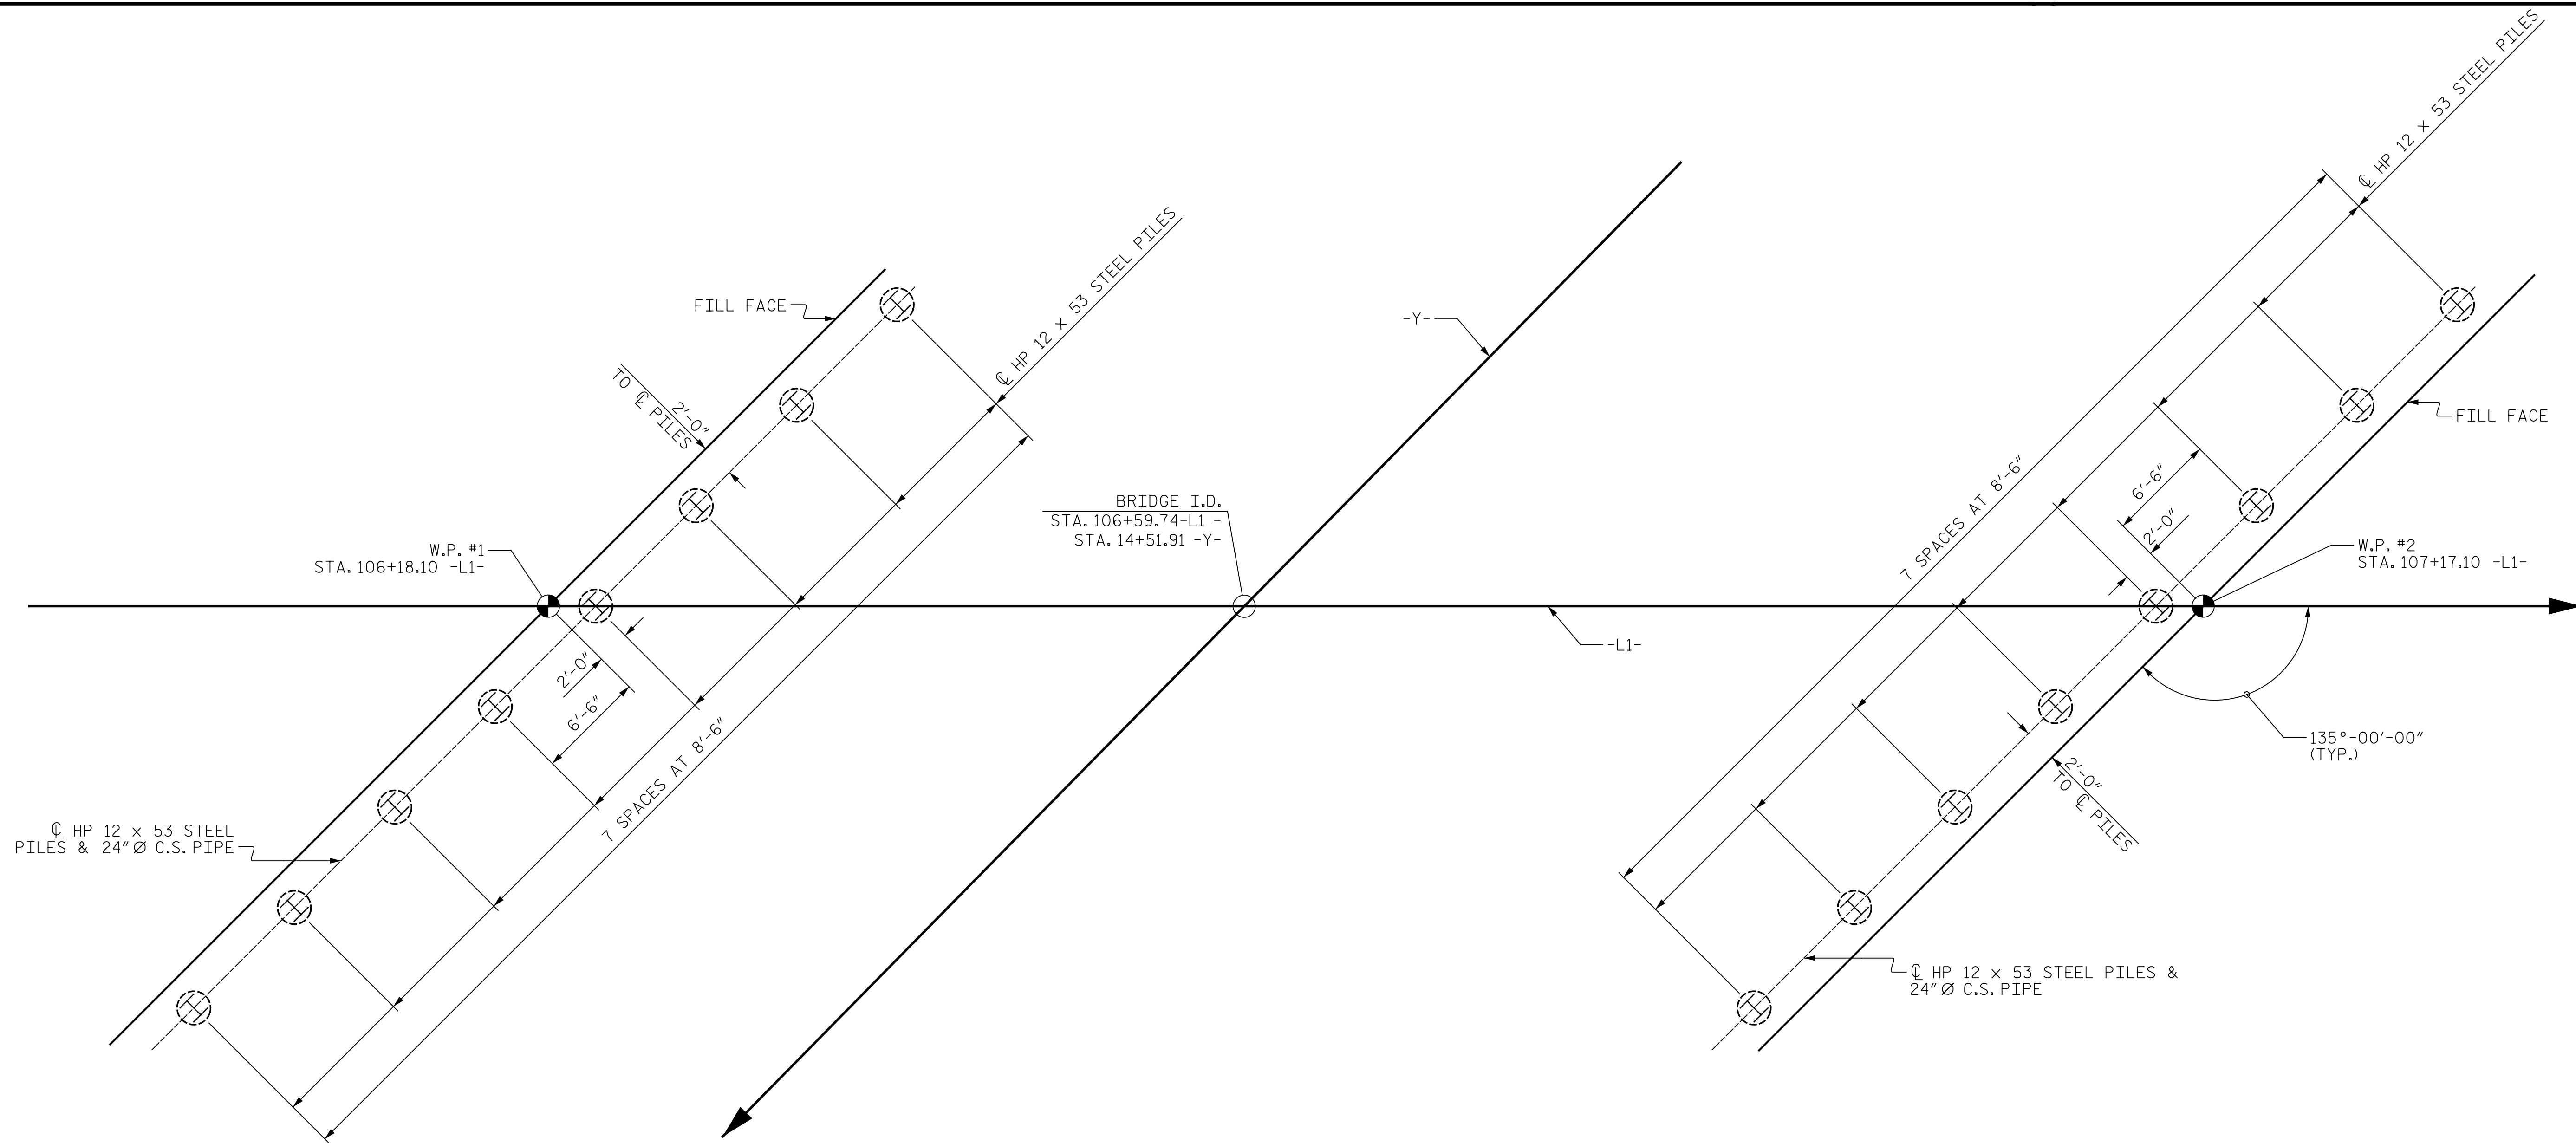 ℄ HP 12 x 53 STEEL PILES
℄ HP 12 x 53 STEEL PILES
FILL FACE
-Y-
2'-0"
TO ℄ PILES
FILL FACE
7 SPACES AT 8'-6"
6'-6"
2'-0"
BRIDGE I.D.
STA. 106+59.74-L1 -
STA. 14+51.91 -Y-
W.P. #1
STA. 106+18.10 -L1-
W.P. #2
STA. 107+17.10 -L1-
-L1-
2'-0"
6'-6"
7 SPACES AT 8'-6"
135°-00'-00"
(TYP.)
2'-0"
TO ℄ PILES
℄ HP 12 x 53 STEEL
PILES & 24"Ø C.S. PIPE
℄ HP 12 x 53 STEEL PILES &
24"Ø C.S. PIPE